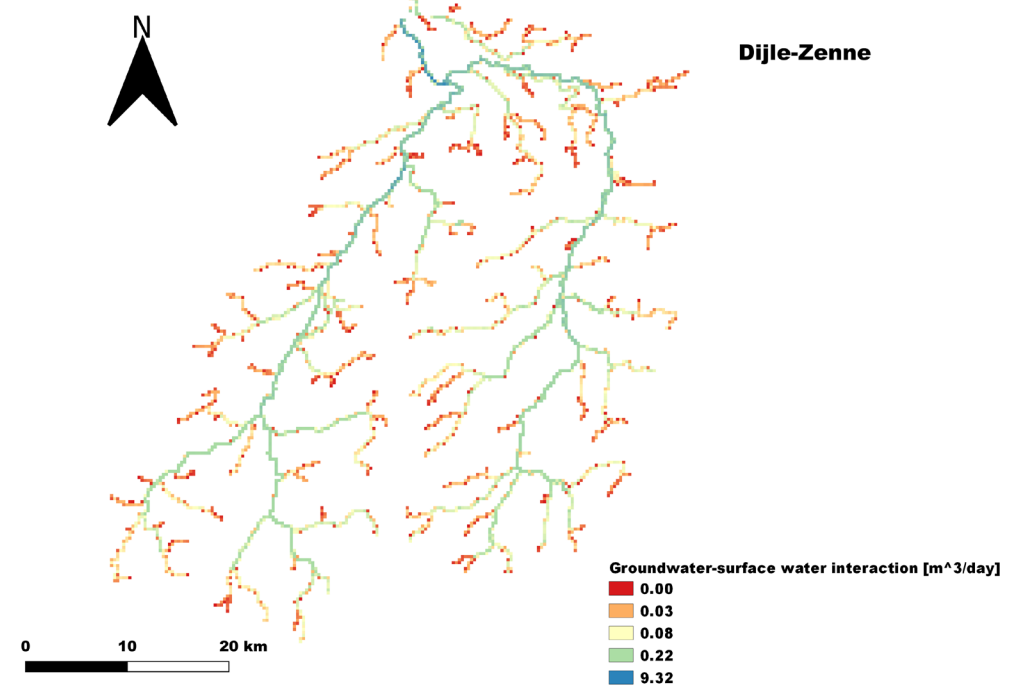 N
Dijle-Zenne
Groundwater-surface water interaction [m^3/day]
0.00
0.03
0.08
0.22
9.32
0 10 20 km